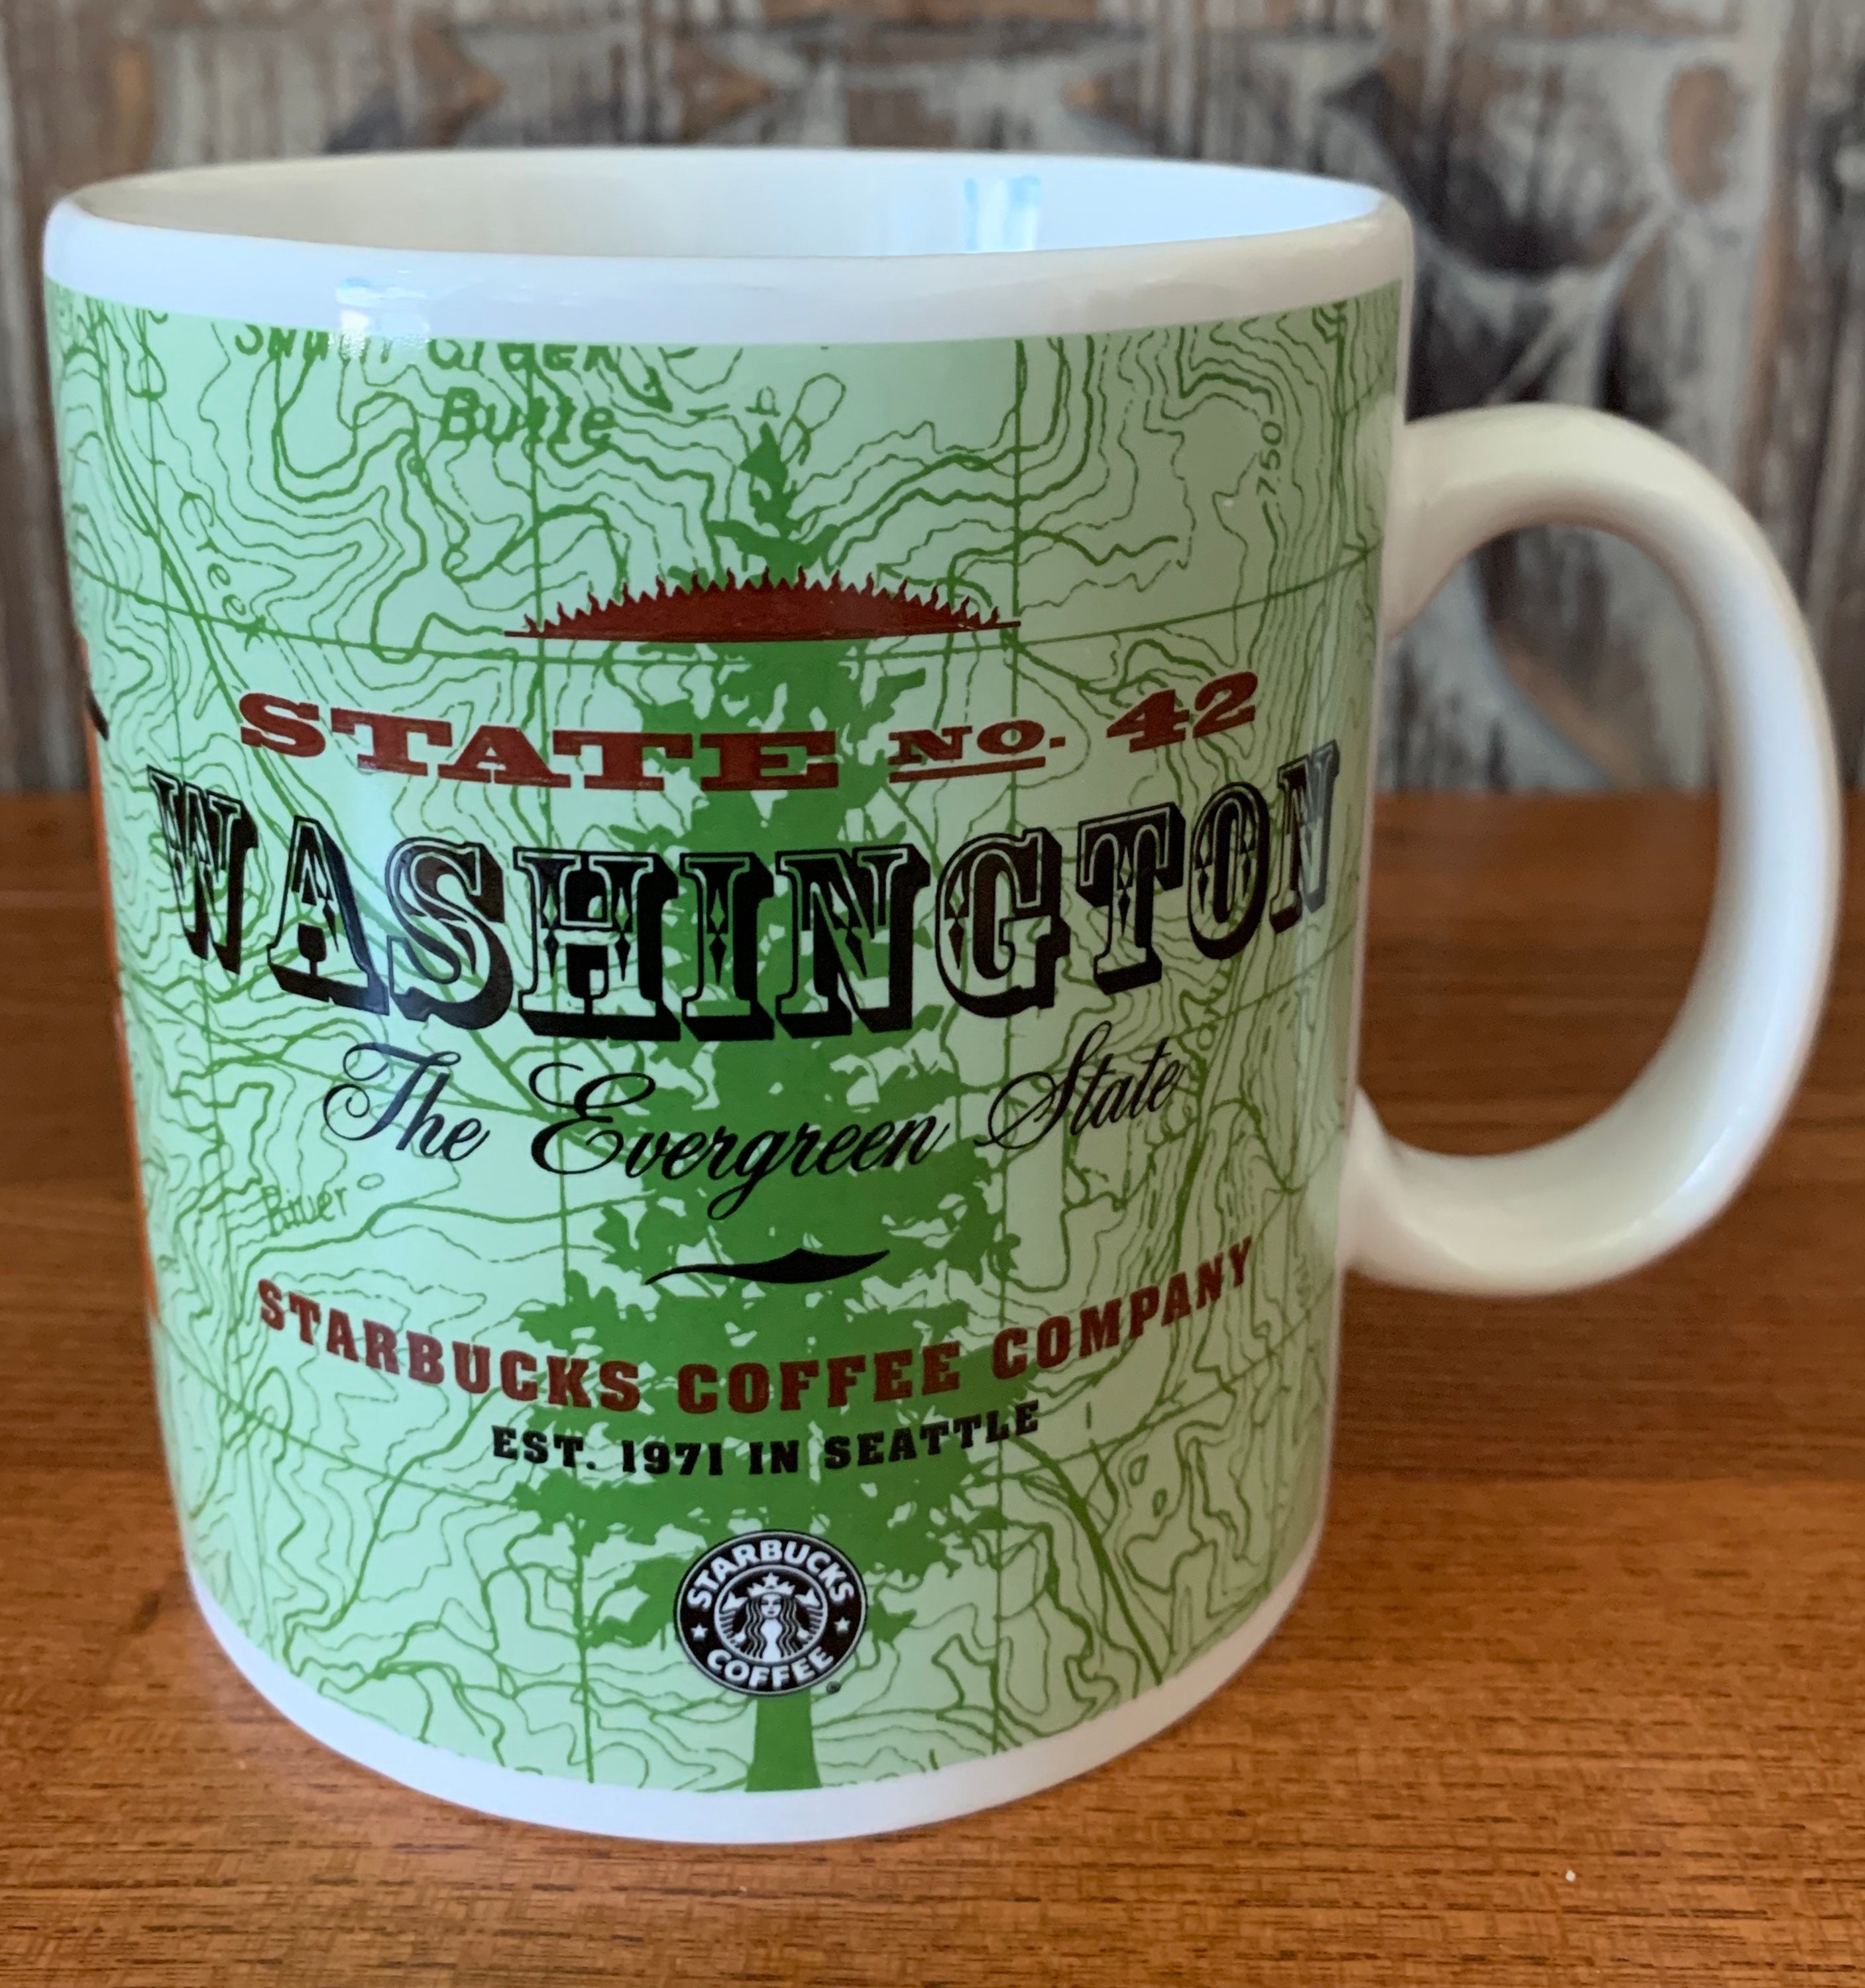 Butte
750
Cree
STATE NO. 42
WASHINGTON
The Evergreen State
River
STARBUCKS COFFEE COMPANY
EST. 1971 IN SEATTLE
STARBUCKS
COFFEE
®